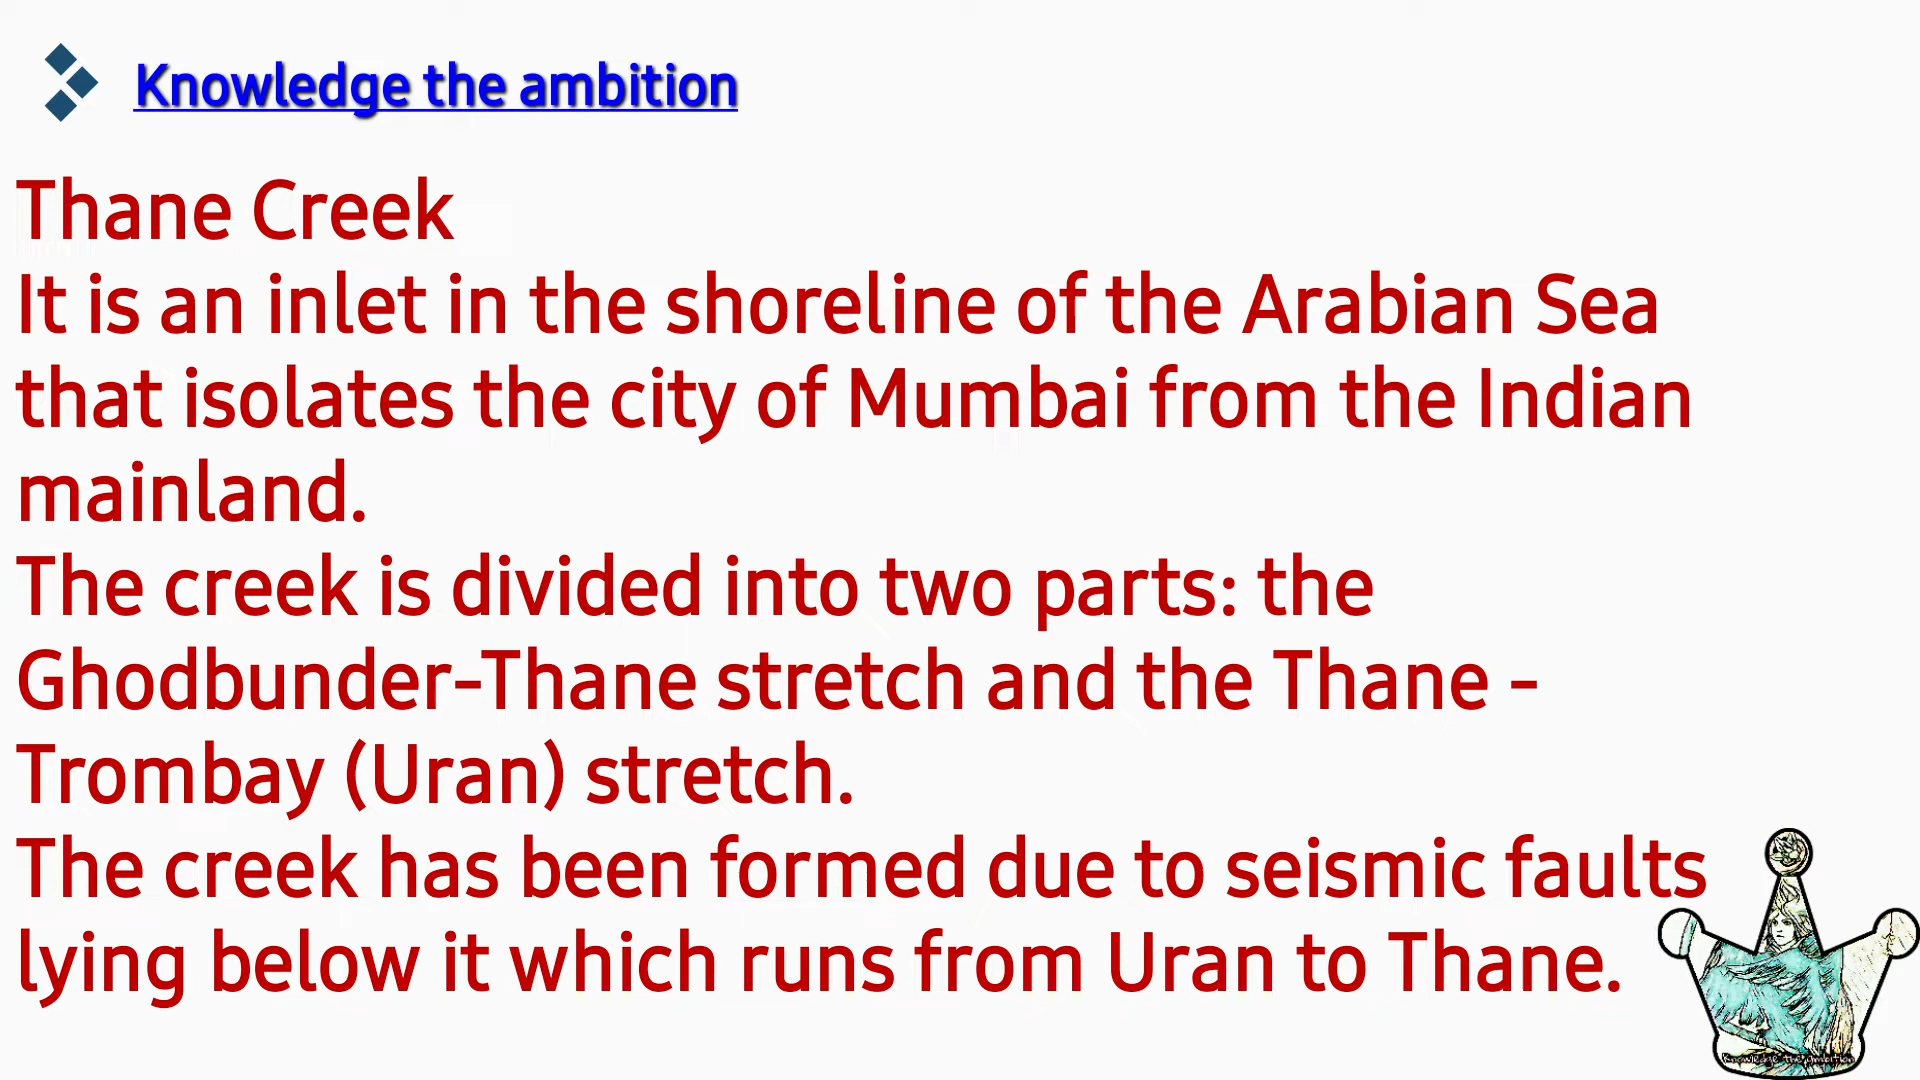 Knowledge the ambition
Thane Creek
It is an inlet in the shoreline of the Arabian Sea
that isolates the city of Mumbai from the Indian
mainland.
The creek is divided into two parts: the
Ghodbunder-Thane stretch and the Thane -
Trombay (Uran) stretch.
The creek has been formed due to seismic faults
lying below it which runs from Uran to Thane.
Knowledge the ambition